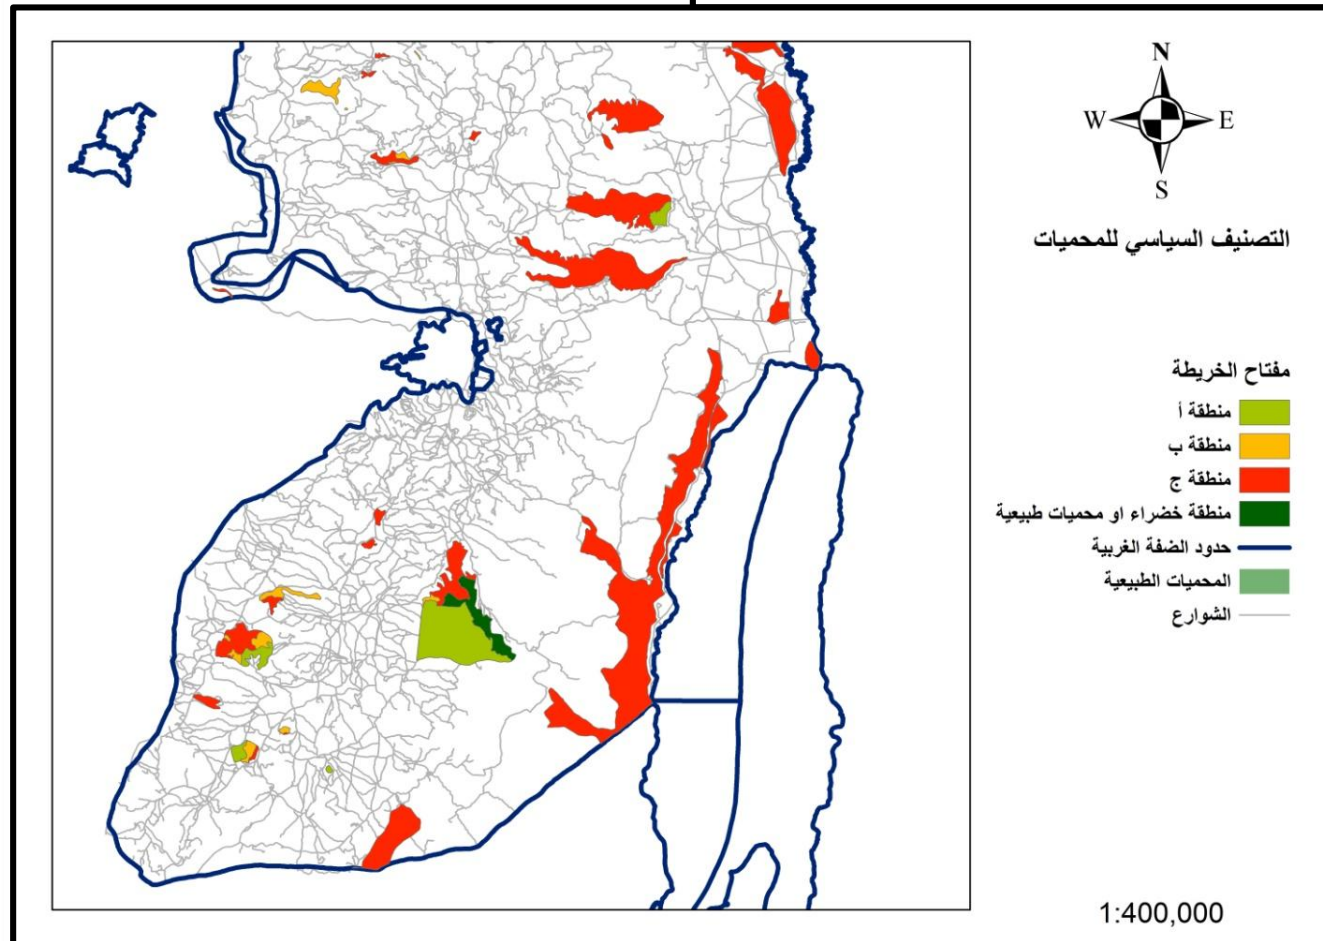 N
W E
S
التصنيف السياسي للمحميات
مفتاح الخريطة
منطقة أ
منطقة ب
منطقة ج
منطقة خضراء او محميات طبيعية
حدود الضفة الغربية
المحميات الطبيعية
الشوارع
1:400,000